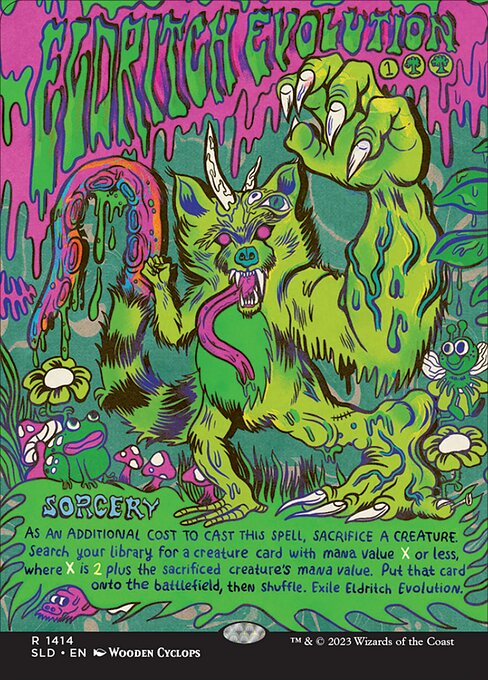 ELDRITCH EVOLUTION
1
SORCERY
AS AN ADDITIONAL COST TO CAST THIS SPELL, SACRIFICE A CREATURE.
Search your library for a creature card with mana value X or less,
where X is 2 plus the sacrificed creature's mana value. Put that card
onto the battlefield, then shuffle. Exile Eldritch Evolution.
R 1414
SLD • EN WOODEN CYCLOPS
™ & © 2023 Wizards of the Coast